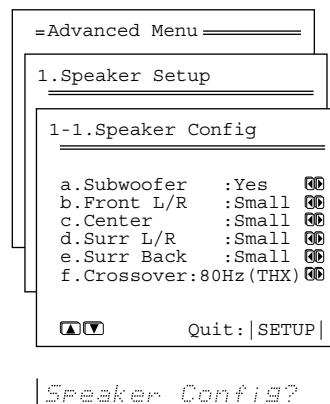 Advanced Menu
1.Speaker Setup
1-1.Speaker Config
a.Subwoofer :Yes
b.Front L/R :Small
c.Center :Small
d.Surr L/R :Small
e.Surr Back :Small
f.Crossover:80Hz(THX)
Quit:|SETUP|
Speaker Config?